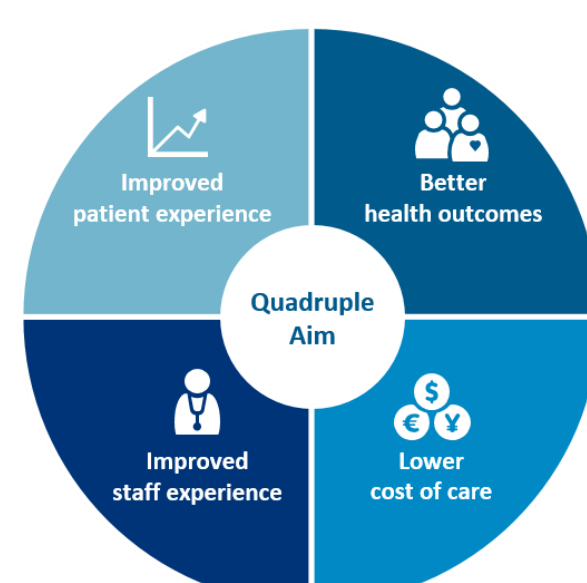 Improved
patient experience
Better
health outcomes
Quadruple
Aim
Improved
staff experience
$
€ ¥
Lower
cost of care